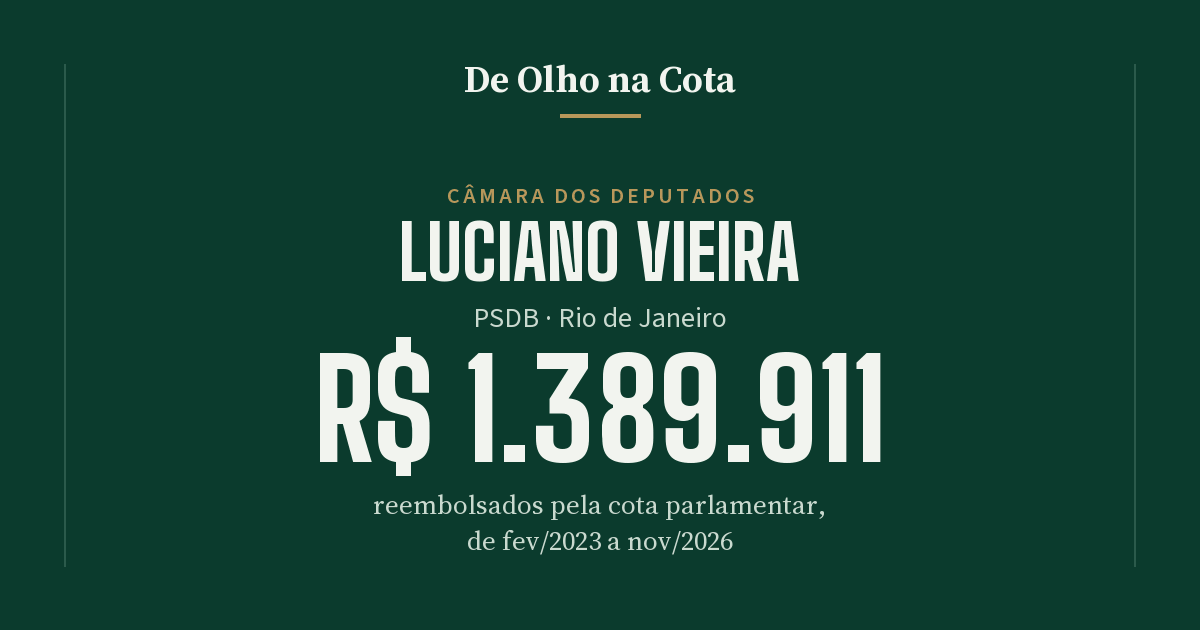 De Olho na Cota
CÂMARA DOS DEPUTADOS
LUCIANO VIEIRA
PSDB · Rio de Janeiro
R$ 1.389.911
reembolsados pela cota parlamentar,
de fev/2023 a nov/2026